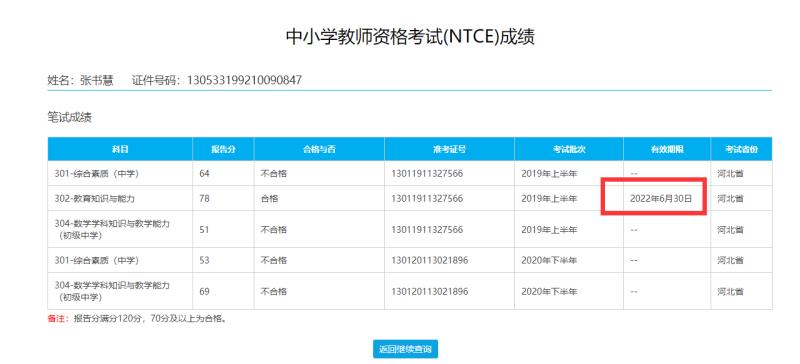 中小学教师资格考试(NTCE)成绩
姓名：张书慧 证件号码：130533199210090847
笔试成绩
科目 报告分 合格与否 准考证号 考试批次 有效期限 考试省份
301-综合素质（中学） 64 不合格 13011911327566 2019年上半年 -- 河北省
302-教育知识与能力 78 合格 13011911327566 2019年上半年 2022年6月30日 河北省
304-数学学科知识与教学能力
（初级中学） 51 不合格 13011911327566 2019年上半年 -- 河北省
301-综合素质（中学） 53 不合格 130120113021896 2020年下半年 -- 河北省
304-数学学科知识与教学能力
（初级中学） 69 不合格 130120113021896 2020年下半年 -- 河北省
备注：报告分满分120分，70分及以上为合格。
返回继续查询